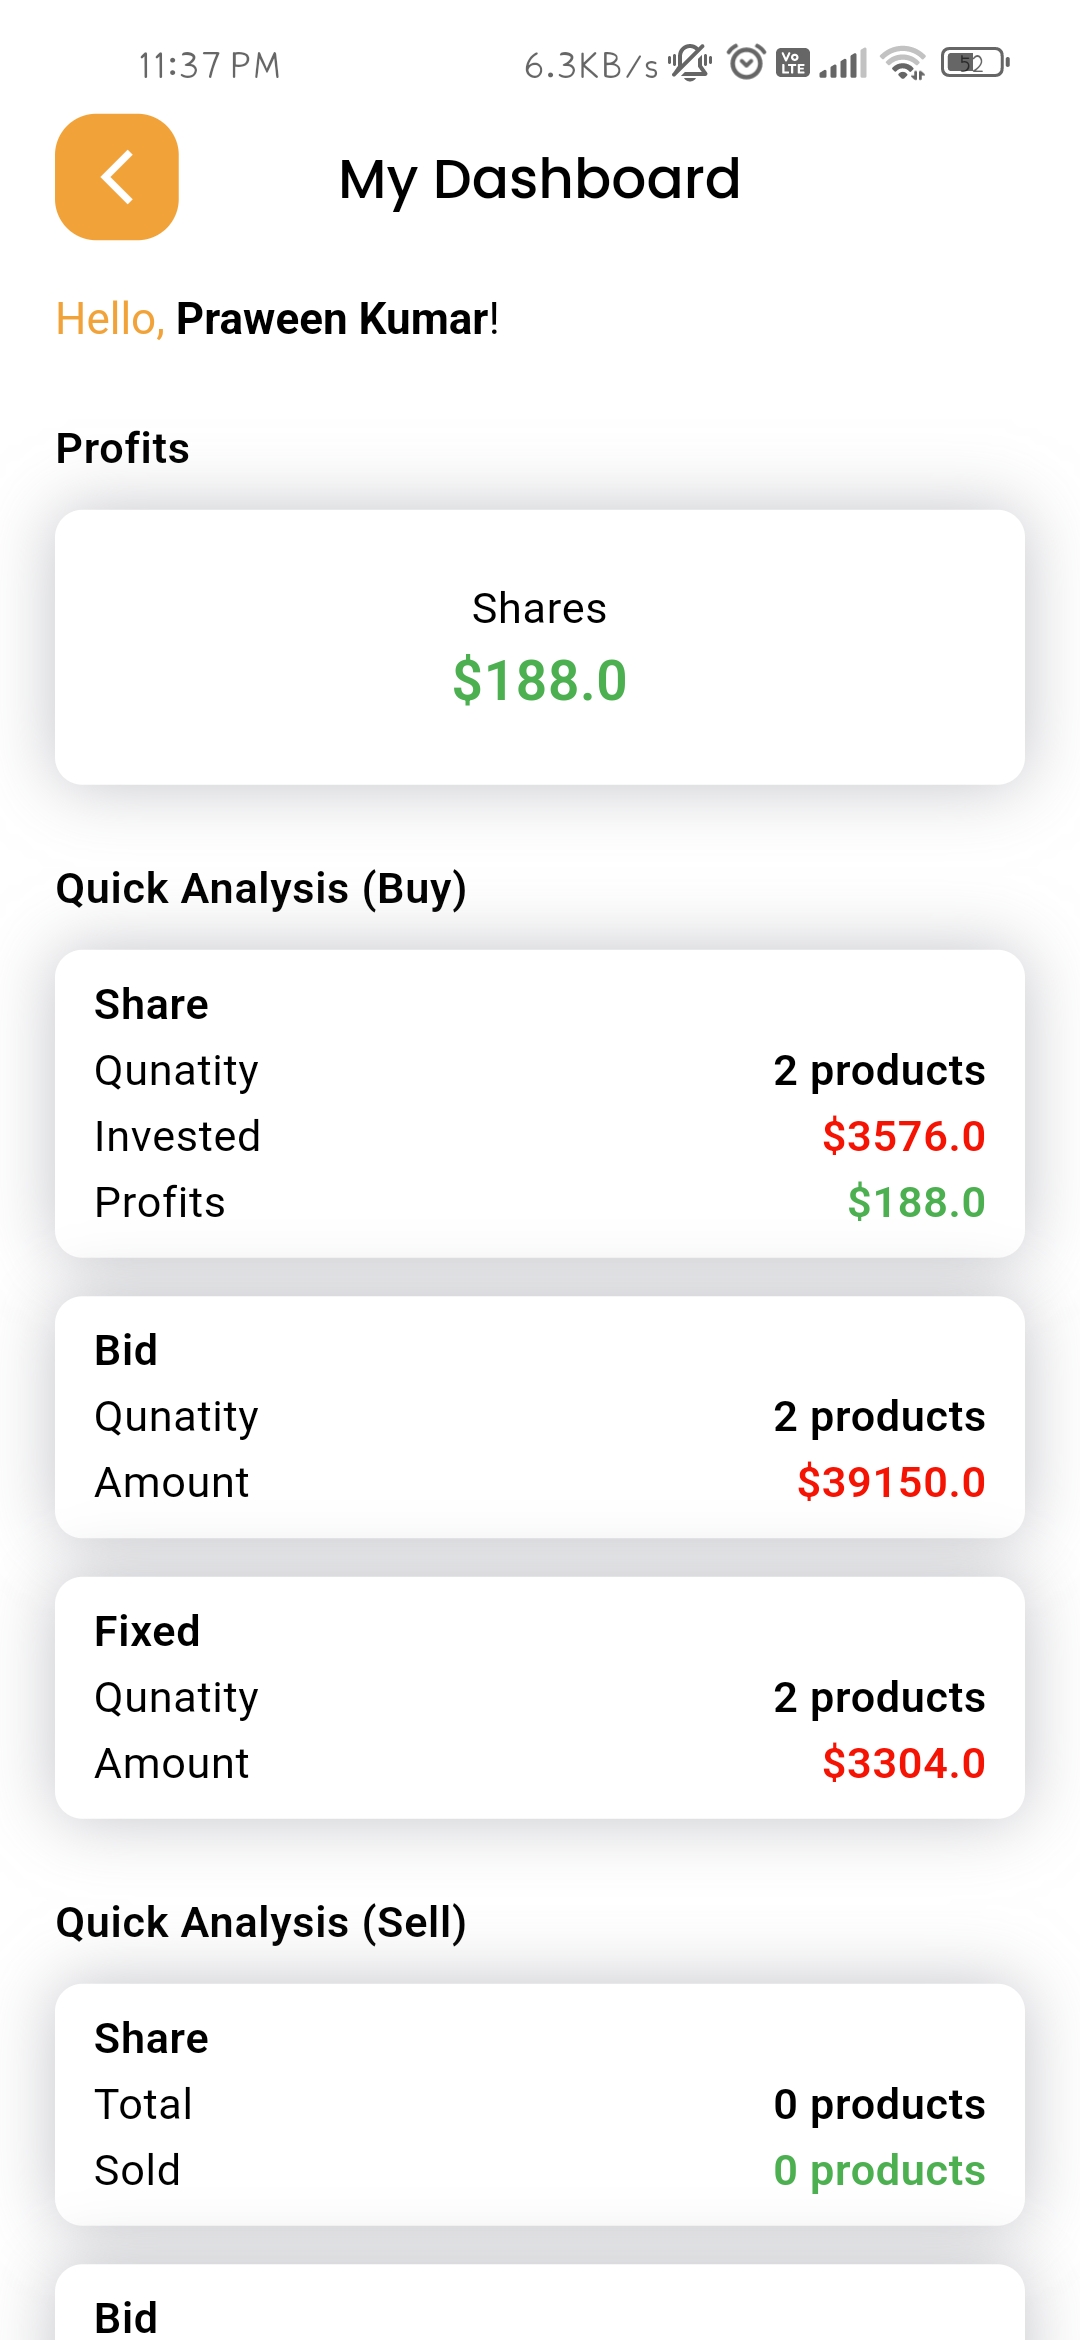 11:37 PM 6.3KB/s Vo LTE 52
My Dashboard
Hello, Praween Kumar!
Profits
Shares
$188.0
Quick Analysis (Buy)
Share
Qunatity 2 products
Invested $3576.0
Profits $188.0
Bid
Qunatity 2 products
Amount $39150.0
Fixed
Qunatity 2 products
Amount $3304.0
Quick Analysis (Sell)
Share
Total 0 products
Sold 0 products
Bid